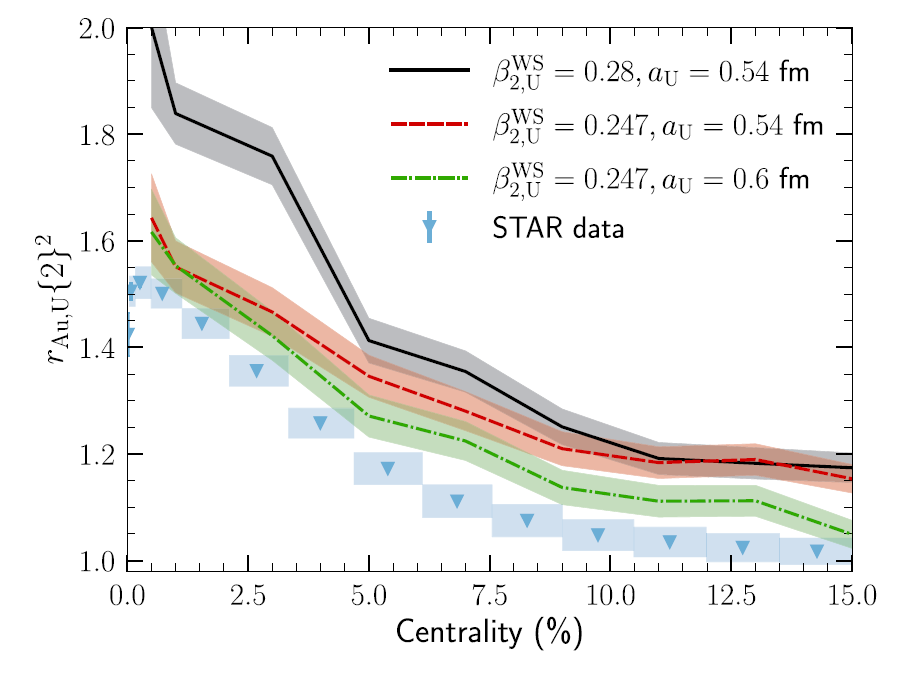 2.0
1.8
1.6
1.4
1.2
1.0
r_{Au,U}{2}^2
β_{2,U}^{WS} = 0.28, a_U = 0.54 fm
β_{2,U}^{WS} = 0.247, a_U = 0.54 fm
β_{2,U}^{WS} = 0.247, a_U = 0.6 fm
STAR data
0.0 2.5 5.0 7.5 10.0 12.5 15.0
Centrality (%)